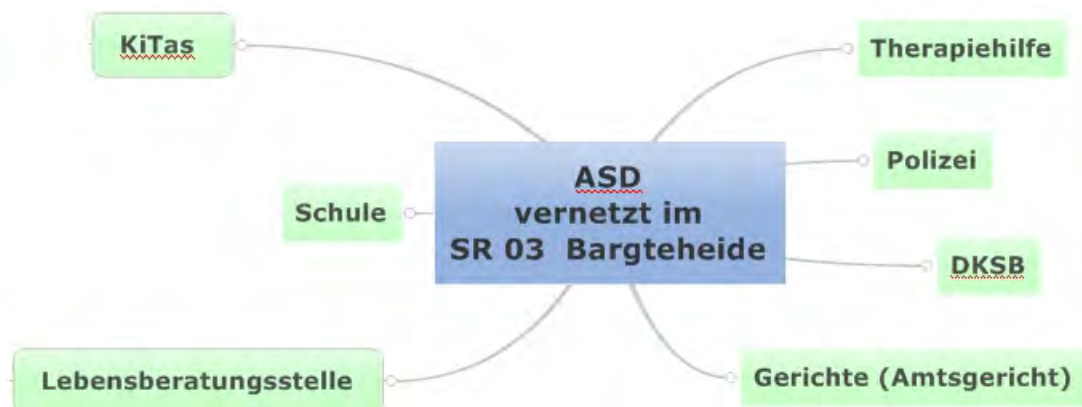 KiTas
Therapiehilfe
Polizei
ASD
vernetzt im
SR 03 Bargteheide
Schule
DKSB
Lebensberatungsstelle
Gerichte (Amtsgericht)